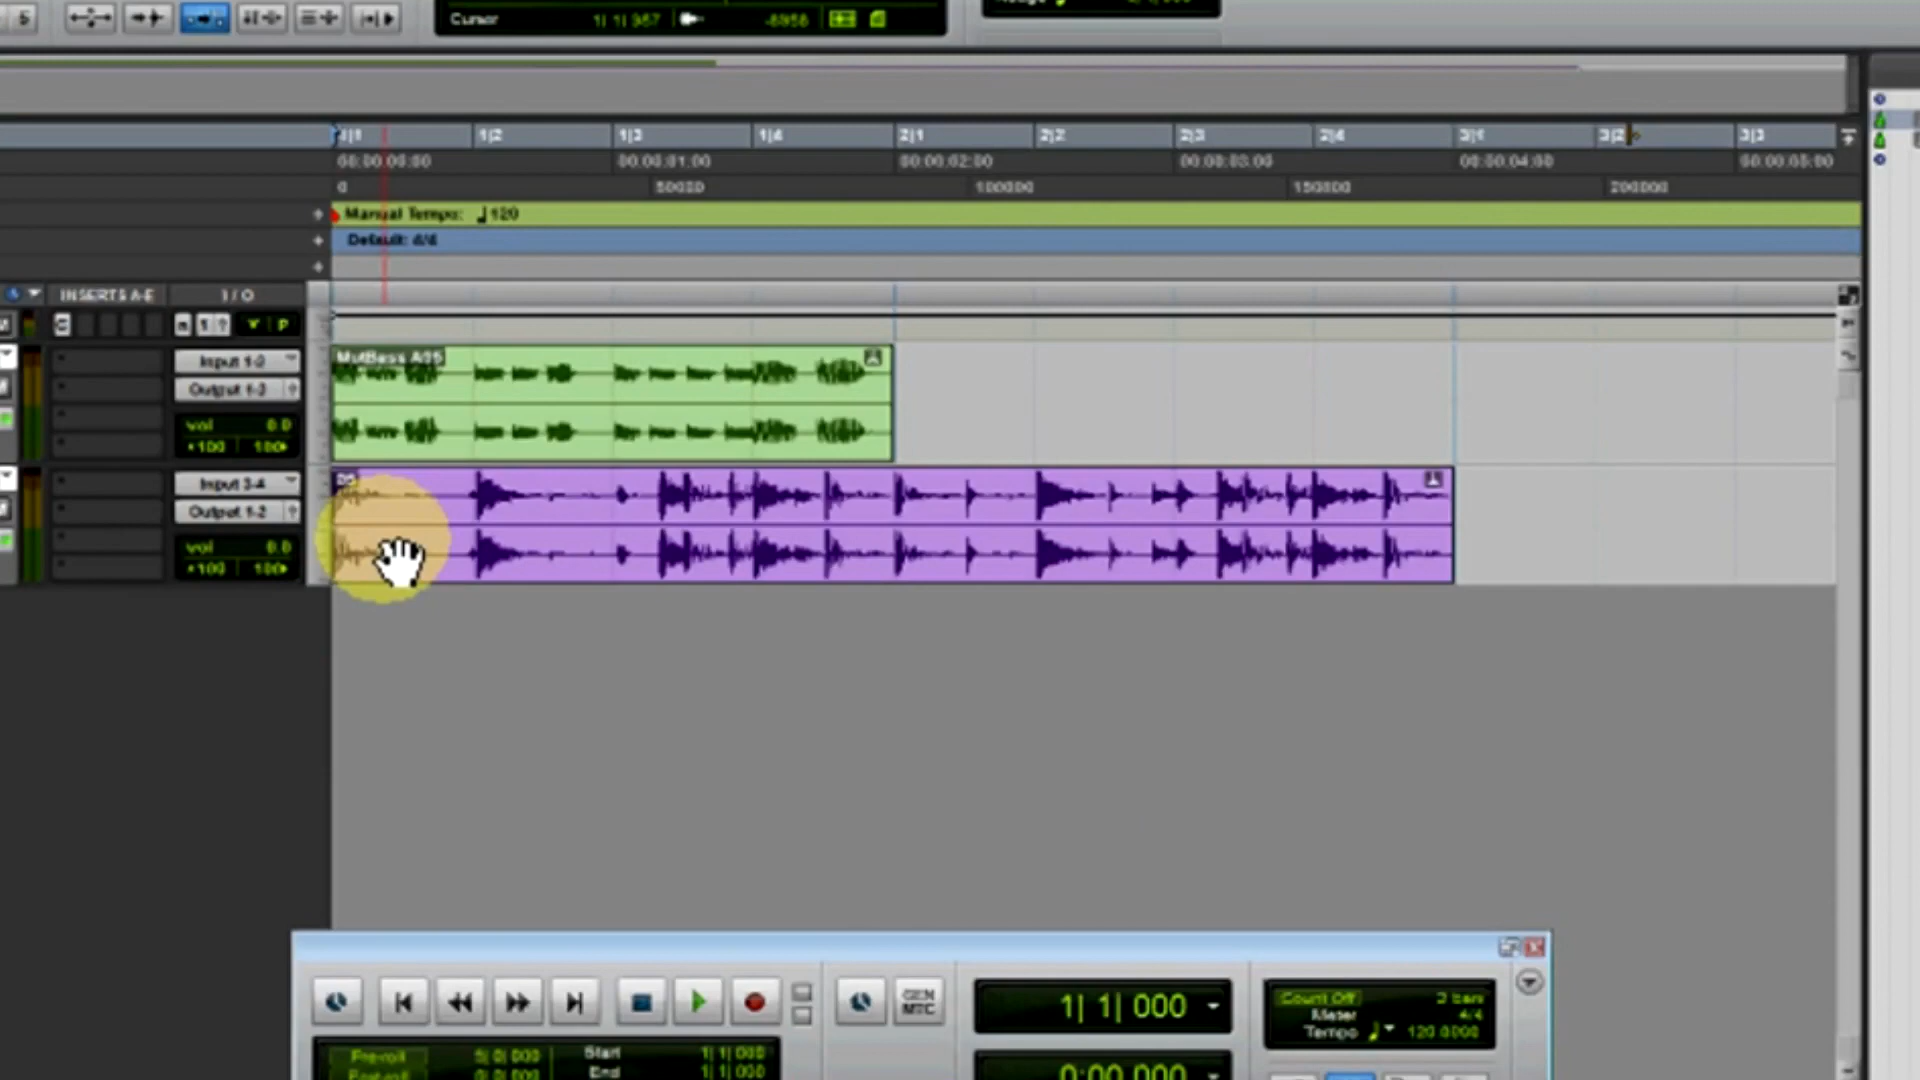 5
Cursor 1| 1| 957 -6956
1|1 1|2 1|3 1|4 2|1 2|2 2|3 2|4 3|1 3|2 3|3
00:00:00:00 00:00:01:00 00:00:02:00 00:00:03:00 00:00:04:00 00:00:05:00
0 50000 100000 150000 200000
Manual Tempo: 120
Default: 4/4
INSERTS A-E I / O
P
MutBass A05
Input 1-2
Output 1-2
vol 0.0
100 100
Input 3-4
Output 1-2
vol 0.0
100 100
GEN
MTC
1| 1| 000
Count Off 2 bars
Meter 4/4
Tempo 120.0000
Pre-roll 5| 0| 000 Start 1| 1| 000
Post-roll 0| 0| 000 End 1| 1| 000
0:00.000